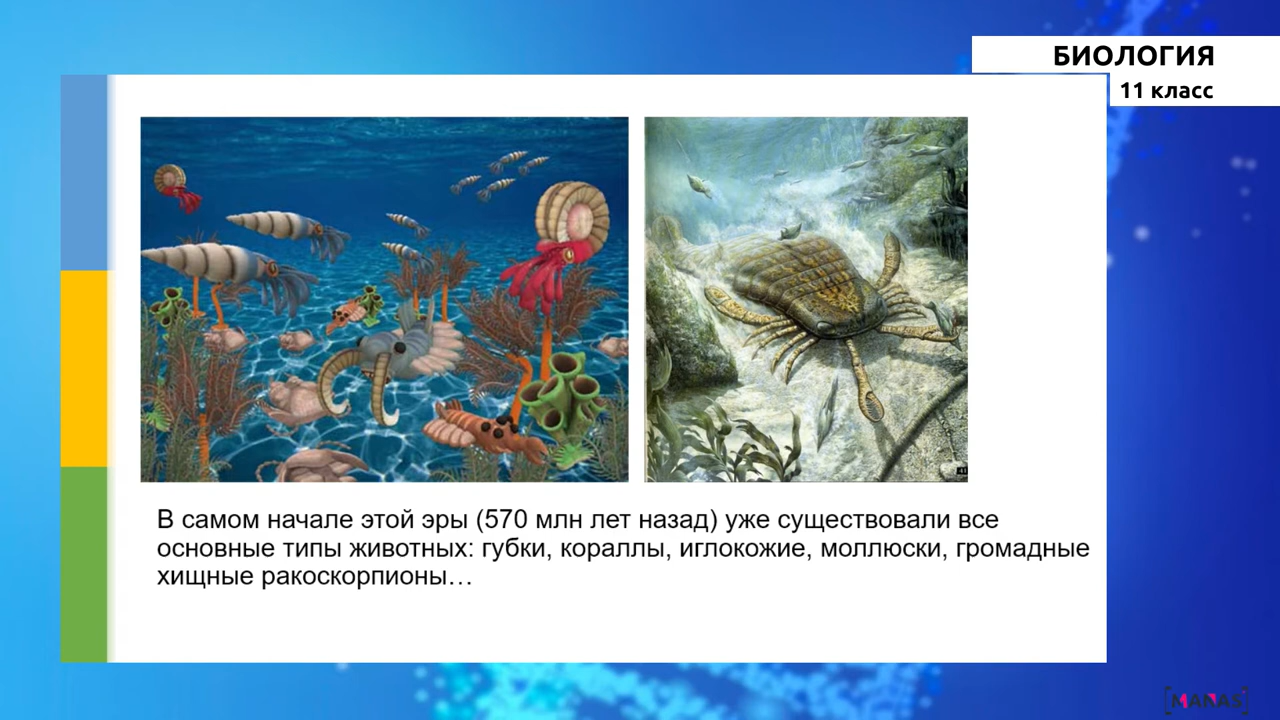 БИОЛОГИЯ
11 класс
В самом начале этой эры (570 млн лет назад) уже существовали все
основные типы животных: губки, кораллы, иглокожие, моллюски, громадные
хищные ракоскорпионы…
[MANAS]